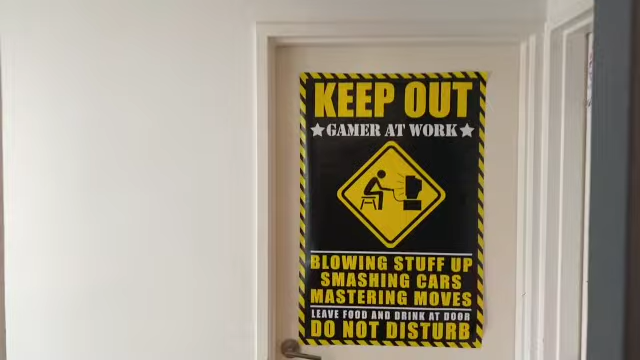 KEEP OUT
★GAMER AT WORK★
BLOWING STUFF UP
SMASHING CARS
MASTERING MOVES
LEAVE FOOD AND DRINK AT DOOR
DO NOT DISTURB